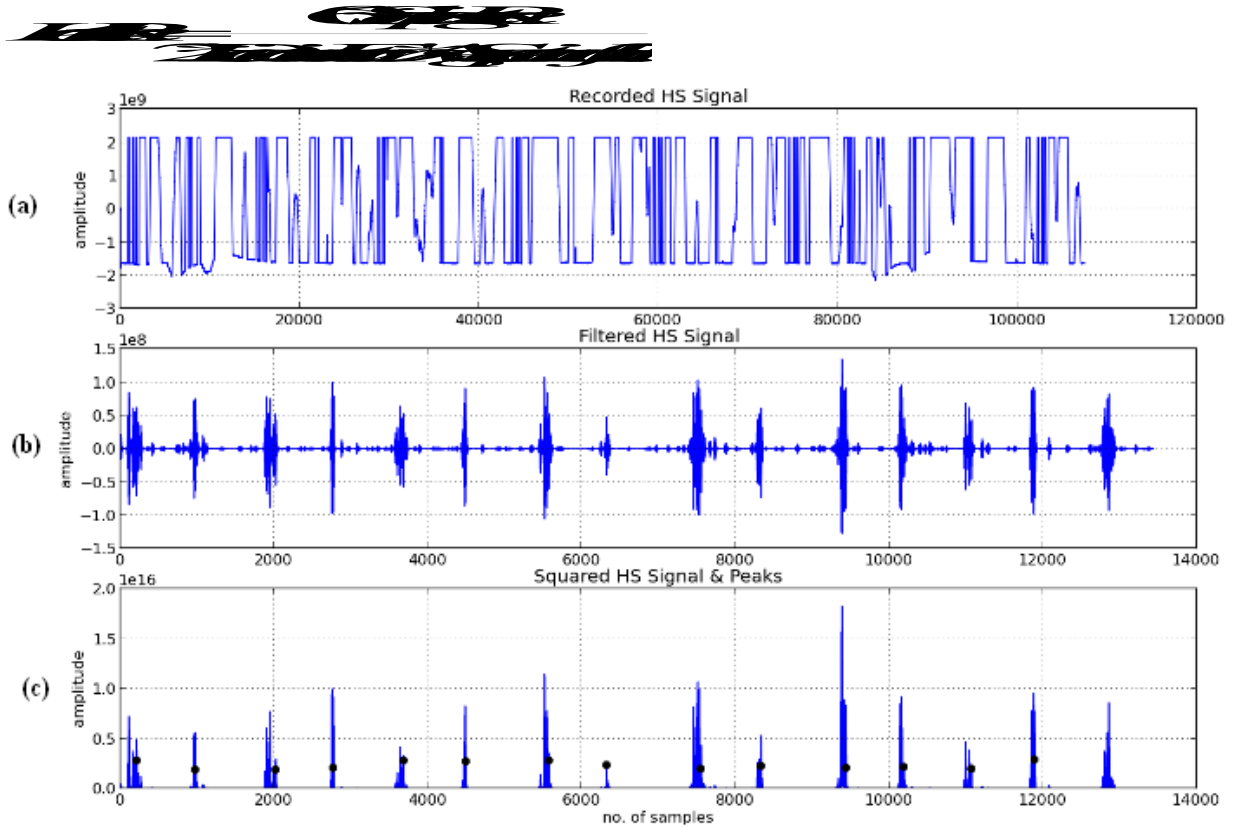 1e9
Recorded HS Signal
3
2
1
0
−1
−2
−3
amplitude
(a)
0 20000 40000 60000 80000 100000 120000
1e8
Filtered HS Signal
1.5
1.0
0.5
0.0
−0.5
−1.0
−1.5
amplitude
(b)
0 2000 4000 6000 8000 10000 12000 14000
1e16
Squared HS Signal & Peaks
2.0
1.5
1.0
0.5
0.0
amplitude
(c)
0 2000 4000 6000 8000 10000 12000 14000
no. of samples